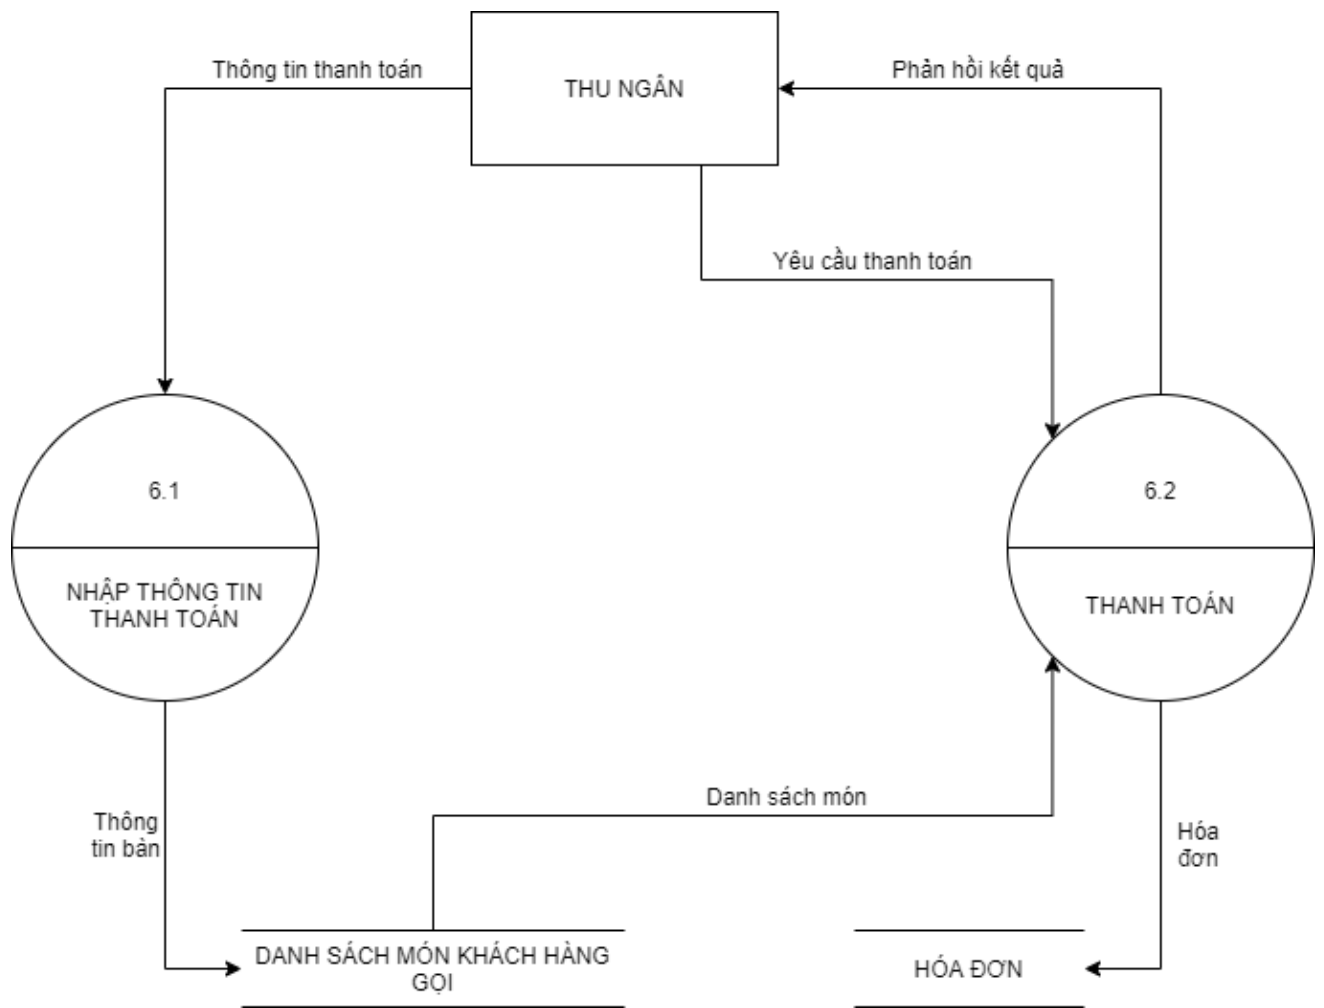 Thông tin thanh toán
THU NGÂN
Phản hồi kết quả
Yêu cầu thanh toán
6.1
NHẬP THÔNG TIN
THANH TOÁN
6.2
THANH TOÁN
Danh sách món
Thông
tin bàn
Hóa
đơn
DANH SÁCH MÓN KHÁCH HÀNG
GỌI
HÓA ĐƠN